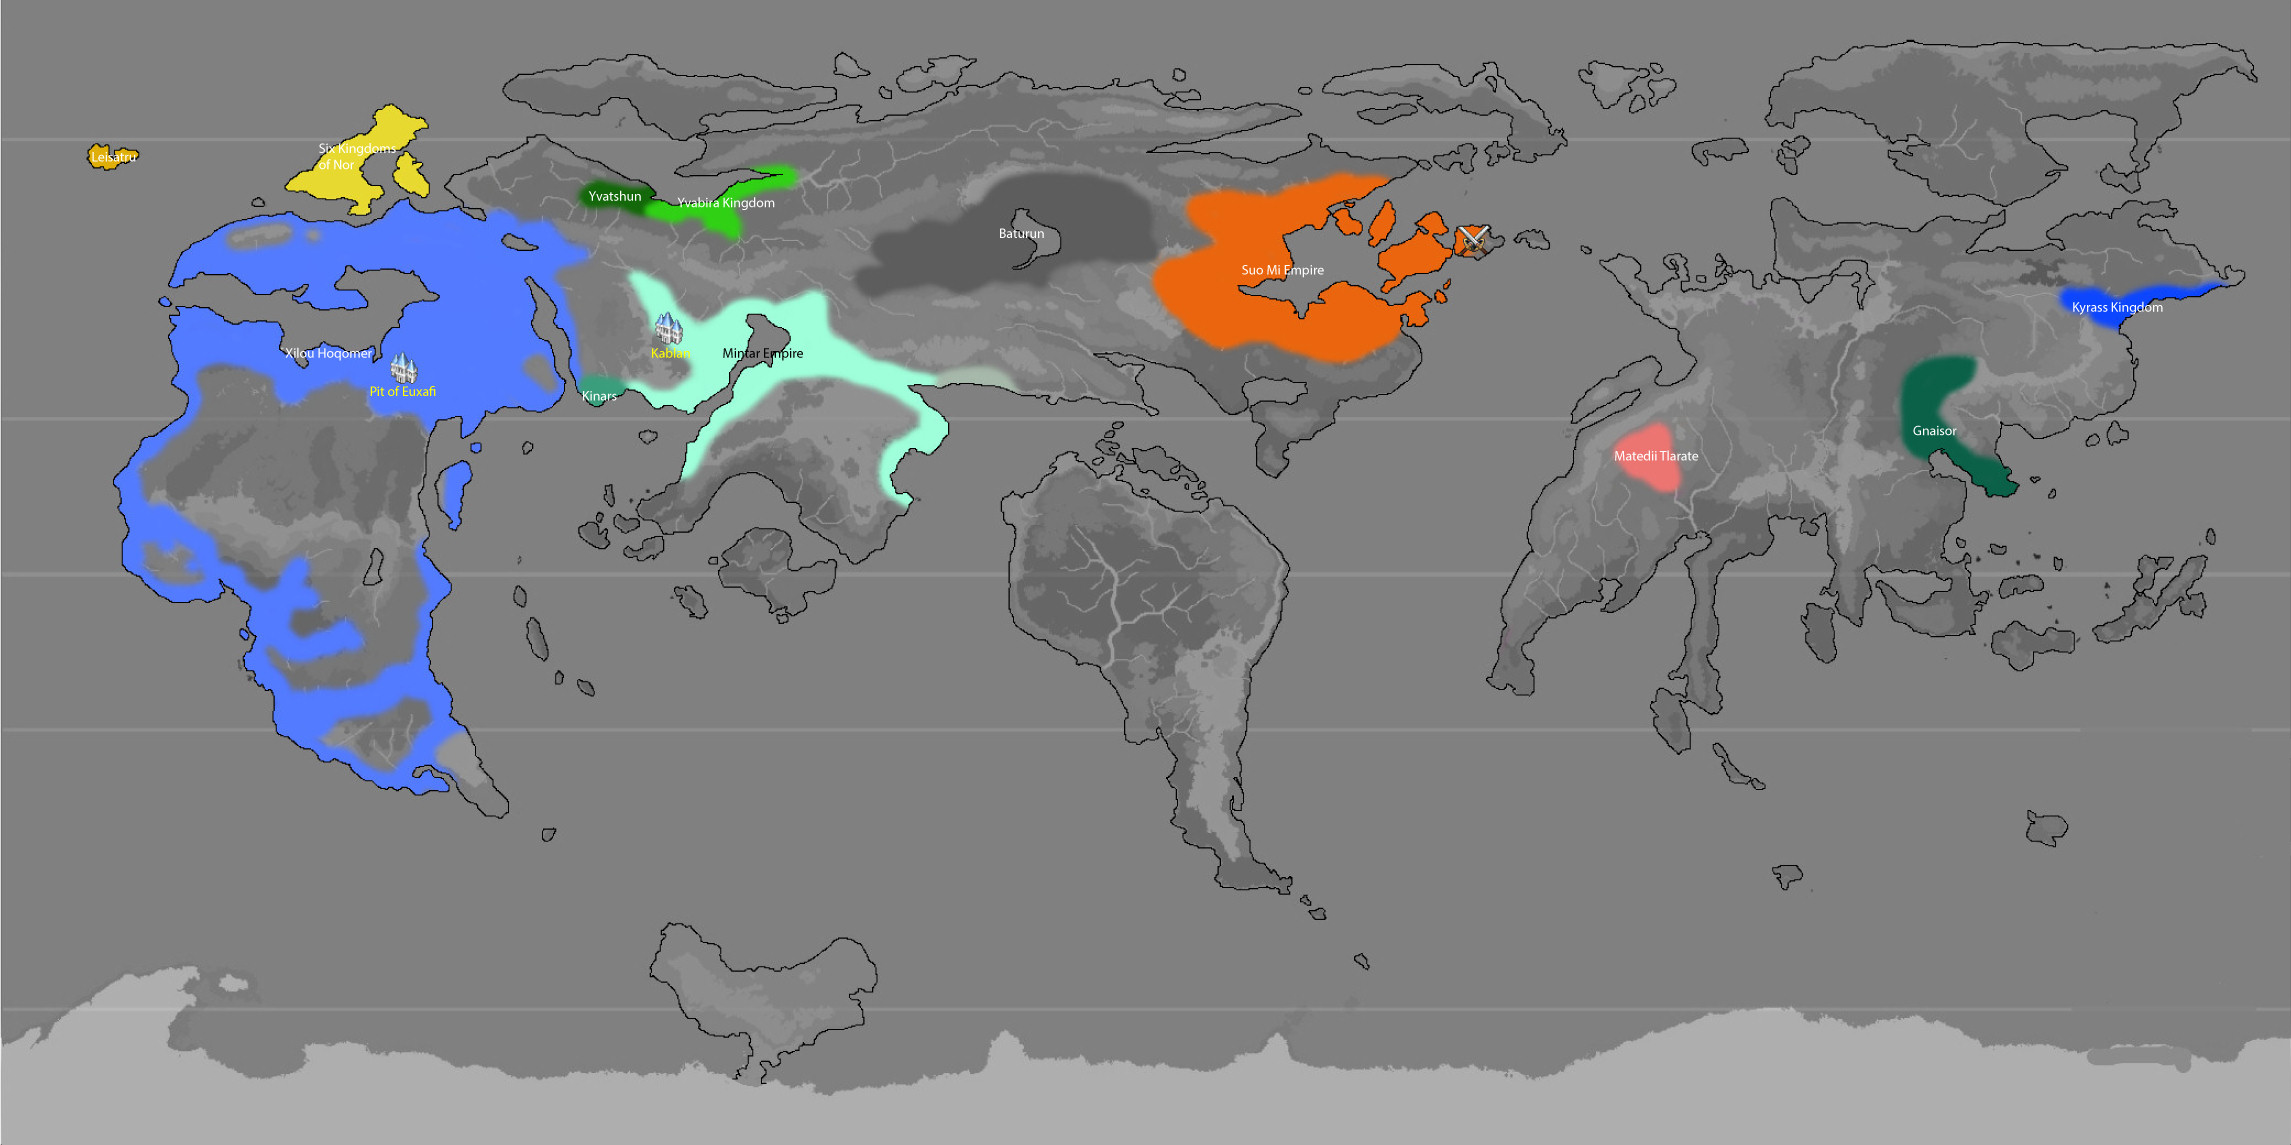 Leisatru
Six Kingdoms
of Nor
Yvatshun
Yvabira Kingdom
Baturun
Suo Mi Empire
Kyrass Kingdom
Xilou Hoqomer
Kablan
Mintar Empire
Pit of Euxafi
Kinars
Gnaisor
Matedii Tlarate